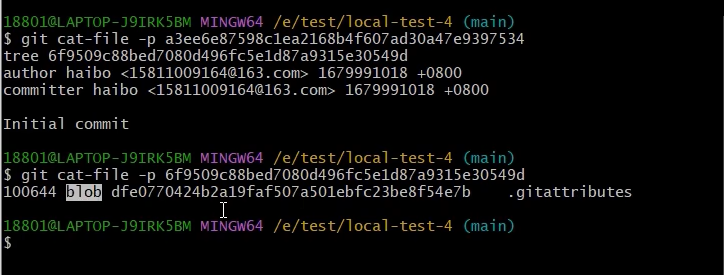 18801@LAPTOP-J9IRK5BM MINGW64 /e/test/local-test-4 (main)
$ git cat-file -p a3ee6e87598c1ea2168b4f607ad30a47e9397534
tree 6f9509c88bed7080d496fc5e1d87a9315e30549d
author haibo <15811009164@163.com> 1679991018 +0800
committer haibo <15811009164@163.com> 1679991018 +0800
Initial commit
18801@LAPTOP-J9IRK5BM MINGW64 /e/test/local-test-4 (main)
$ git cat-file -p 6f9509c88bed7080d496fc5e1d87a9315e30549d
100644 blob dfe0770424b2a19faf507a501ebfc23be8f54e7b .gitattributes
18801@LAPTOP-J9IRK5BM MINGW64 /e/test/local-test-4 (main)
$